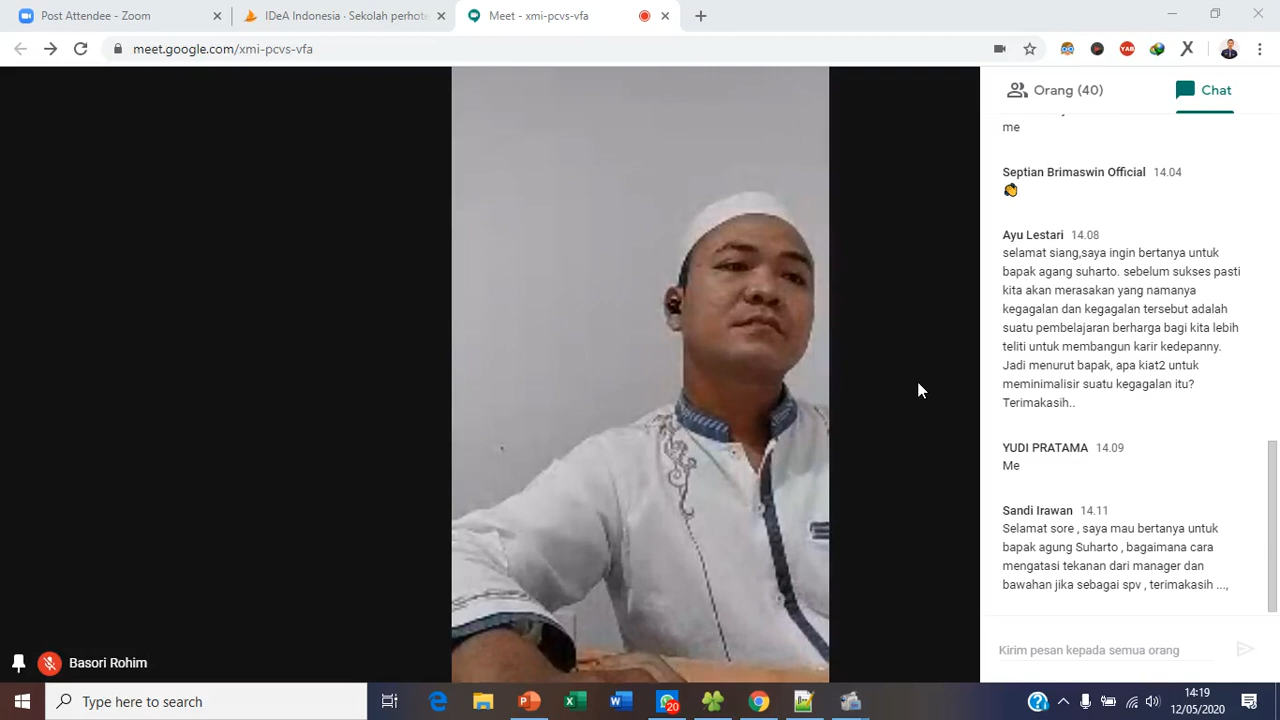 Post Attendee - Zoom
IDeA Indonesia · Sekolah perhote
Meet - xmi-pcvs-vfa
meet.google.com/xmi-pcvs-vfa
YAB
Orang (40)
Chat
me
Septian Brimaswin Official 14.04
Ayu Lestari 14.08
selamat siang,saya ingin bertanya untuk
bapak agang suharto. sebelum sukses pasti
kita akan merasakan yang namanya
kegagalan dan kegagalan tersebut adalah
suatu pembelajaran berharga bagi kita lebih
teliti untuk membangun karir kedepanny.
Jadi menurut bapak, apa kiat2 untuk
meminimalisir suatu kegagalan itu?
Terimakasih..
YUDI PRATAMA 14.09
Me
Sandi Irawan 14.11
Selamat sore , saya mau bertanya untuk
bapak agung Suharto , bagaimana cara
mengatasi tekanan dari manager dan
bawahan jika sebagai spv , terimakasih ...,
Kirim pesan kepada semua orang
Basori Rohim
Type here to search
20
14:19
12/05/2020